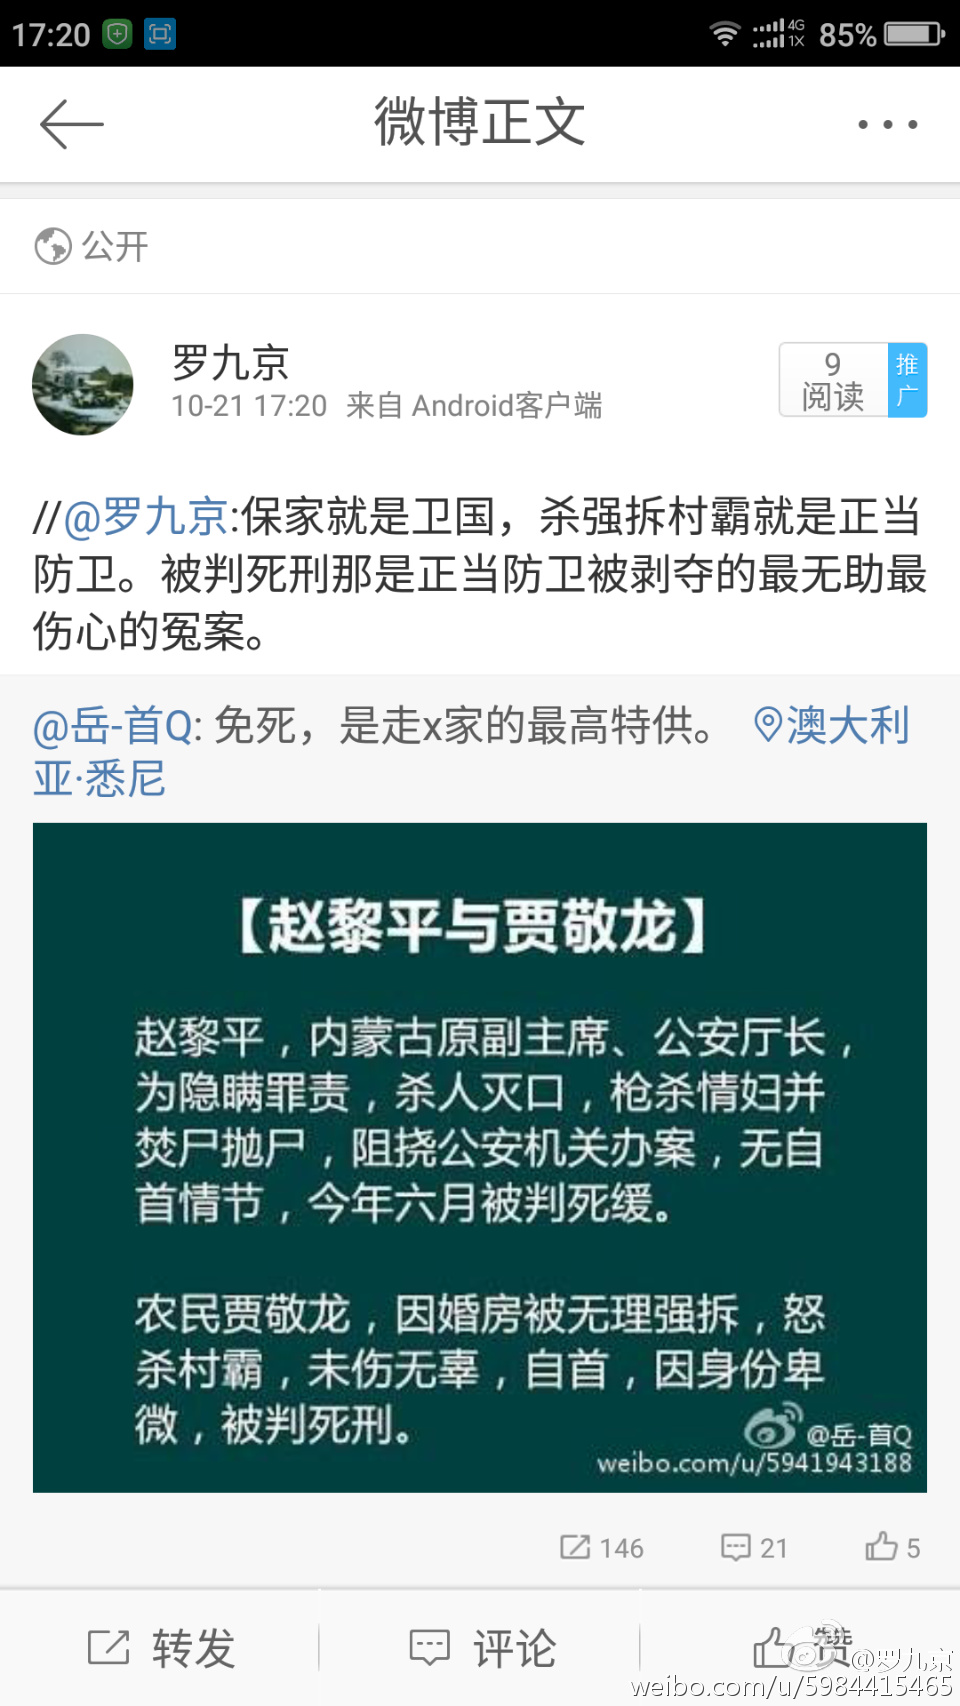 17:20
4G
1X
85%
微博正文
公开
罗九京
10-21 17:20 来自 Android客户端
9
阅读
推广
//@罗九京:保家就是卫国，杀强拆村霸就是正当
防卫。被判死刑那是正当防卫被剥夺的最无助最
伤心的冤案。
@岳-首Q: 免死，是走x家的最高特供。 澳大利
亚·悉尼
【赵黎平与贾敬龙】
赵黎平，内蒙古原副主席、公安厅长，
为隐瞒罪责，杀人灭口，枪杀情妇并
焚尸抛尸，阻挠公安机关办案，无自
首情节，今年六月被判死缓。
农民贾敬龙，因婚房被无理强拆，怒
杀村霸，未伤无辜，自首，因身份卑
微，被判死刑。
@岳-首Q
weibo.com/u/5941943188
146
21
5
转发
评论
赞
@罗九京
weibo.com/u/5984415465